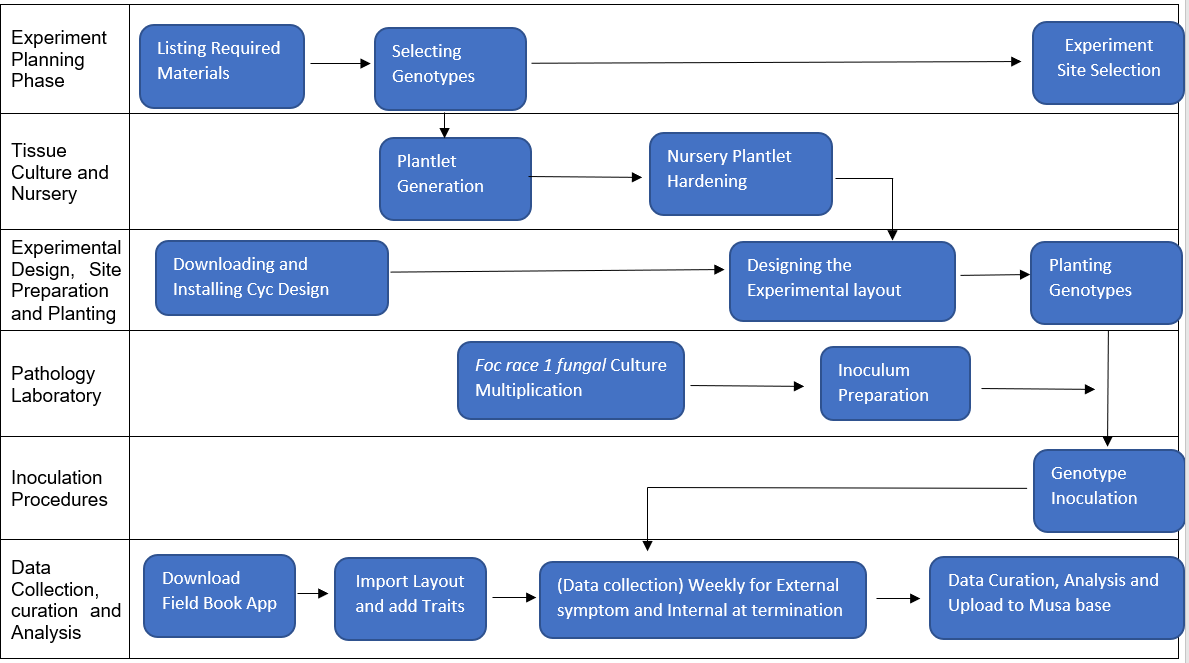 Experiment
Planning
Phase
Listing Required
Materials
Selecting
Genotypes
Experiment
Site Selection
Tissue
Culture and
Nursery
Plantlet
Generation
Nursery Plantlet
Hardening
Experimental
Design, Site
Preparation
and Planting
Downloading and
Installing Cyc Design
Designing the
Experimental layout
Planting
Genotypes
Pathology
Laboratory
Foc race 1 fungal Culture
Multiplication
Inoculum
Preparation
Inoculation
Procedures
Genotype
Inoculation
Data
Collection,
curation and
Analysis
Download
Field Book App
Import Layout
and add Traits
(Data collection) Weekly for External
symptom and Internal at termination
Data Curation, Analysis and
Upload to Musa base